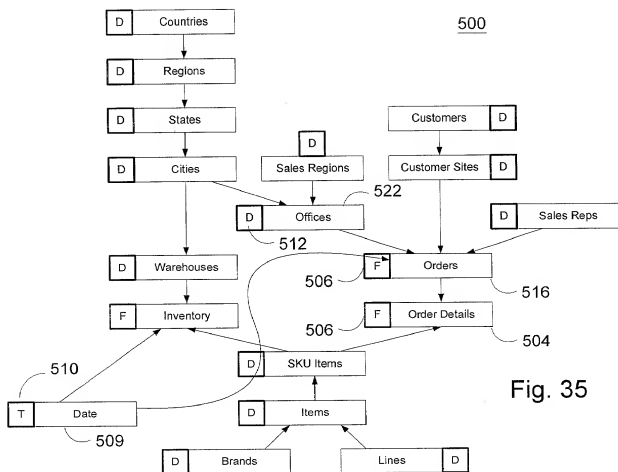 500
D Countries
D Regions
D States
Customers D
D Cities
D
Sales Regions
Customer Sites D
522
D Offices
D Sales Reps
512
D Warehouses
506
F Orders
516
F Inventory
506
F Order Details
504
510
D SKU Items
T Date
509
D Items
Fig. 35
D Brands
Lines D